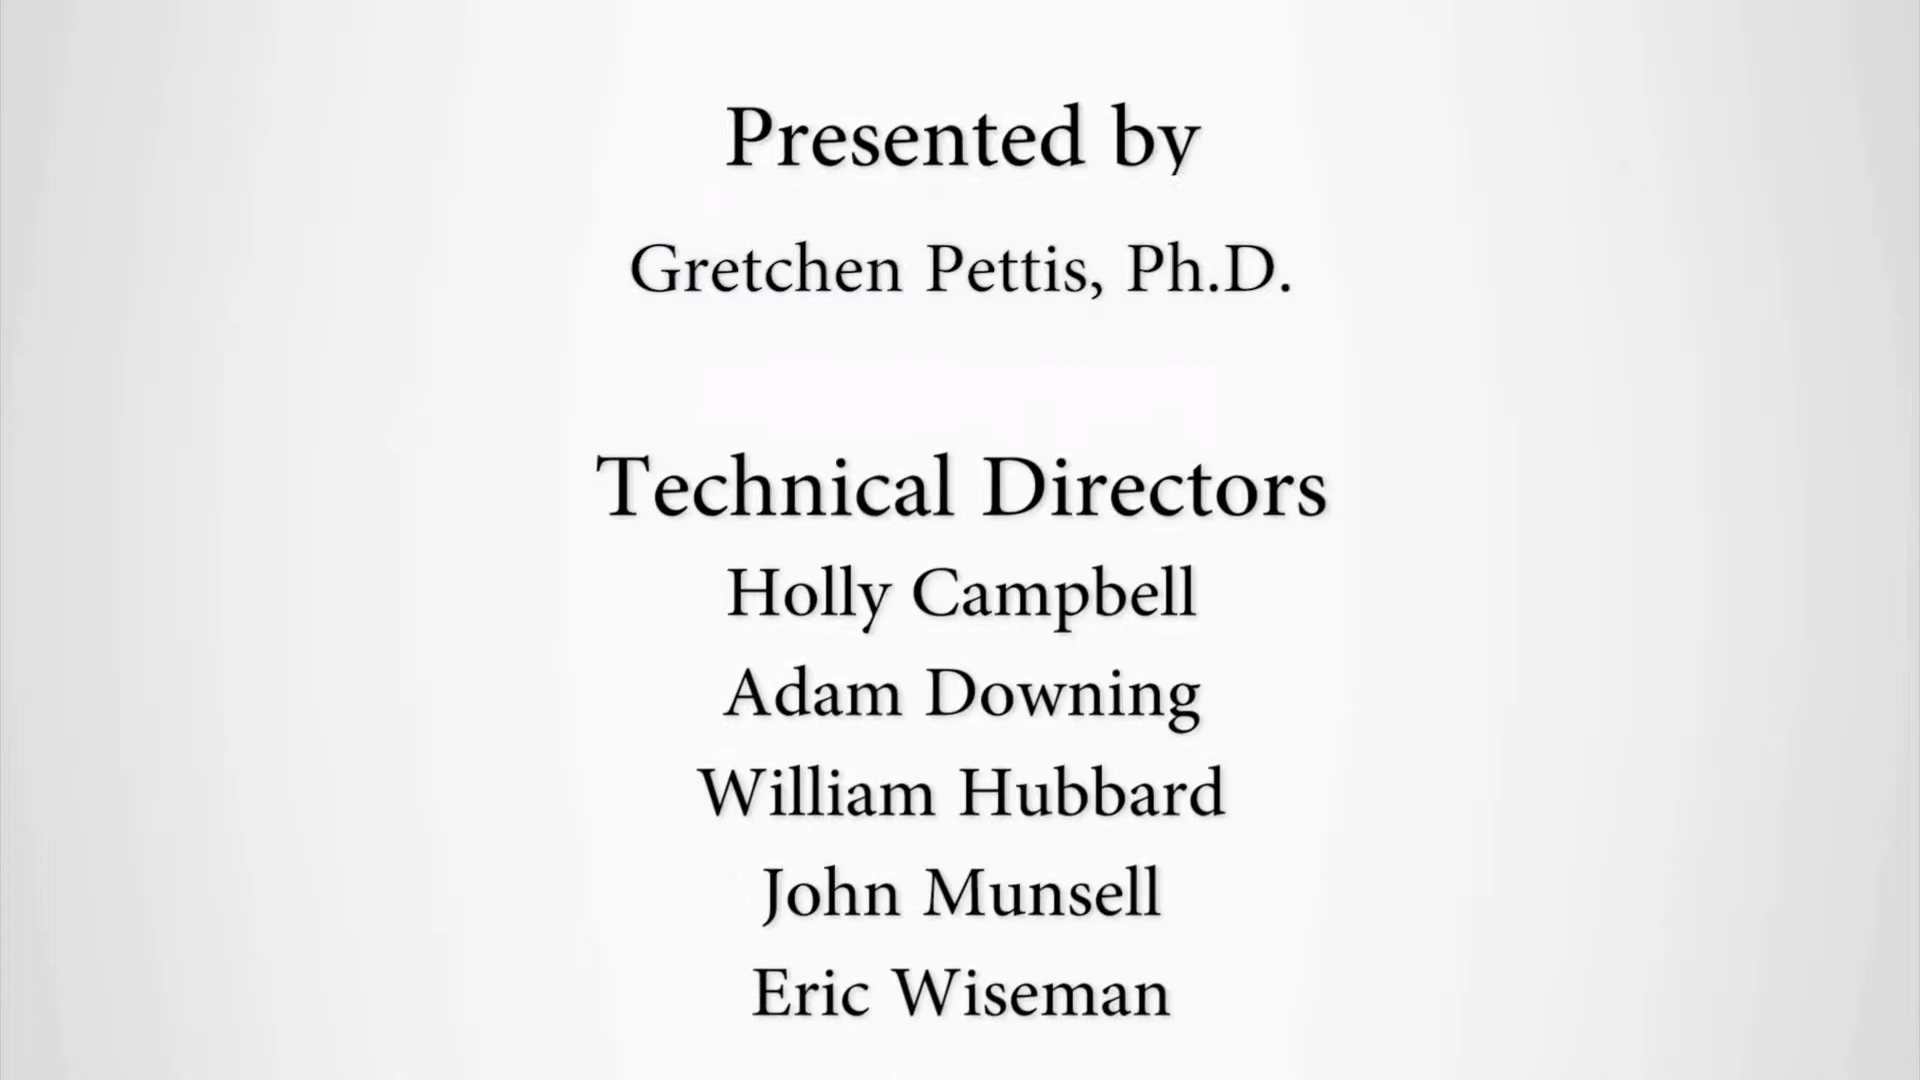 Presented by
Gretchen Pettis, Ph.D.
Technical Directors
Holly Campbell
Adam Downing
William Hubbard
John Munsell
Eric Wiseman